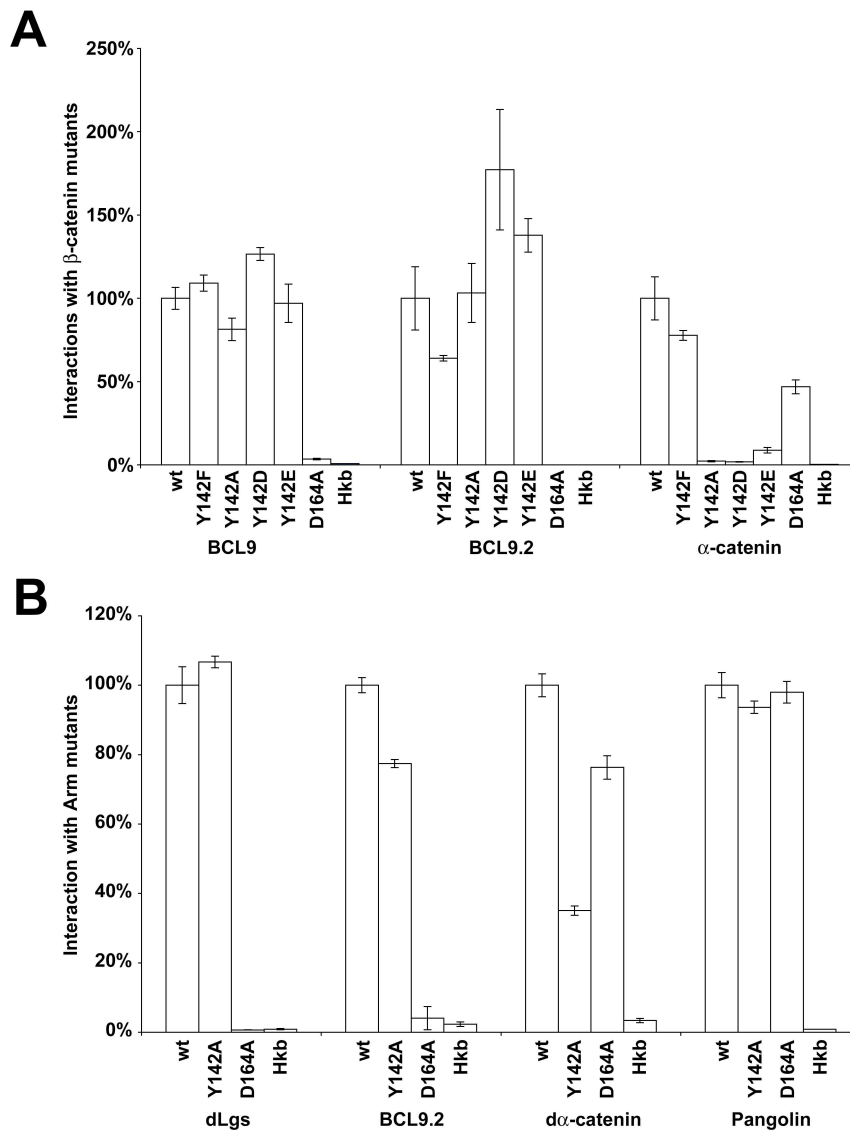 A
Interactions with β-catenin mutants
250%
200%
150%
100%
50%
0%
wt
Y142F
Y142A
Y142D
Y142E
D164A
Hkb
wt
Y142F
Y142A
Y142D
Y142E
D164A
Hkb
wt
Y142F
Y142A
Y142D
Y142E
D164A
Hkb
BCL9
BCL9.2
α-catenin
B
Interaction with Arm mutants
120%
100%
80%
60%
40%
20%
0%
wt
Y142A
D164A
Hkb
wt
Y142A
D164A
Hkb
wt
Y142A
D164A
Hkb
wt
Y142A
D164A
Hkb
dLgs
BCL9.2
dα-catenin
Pangolin